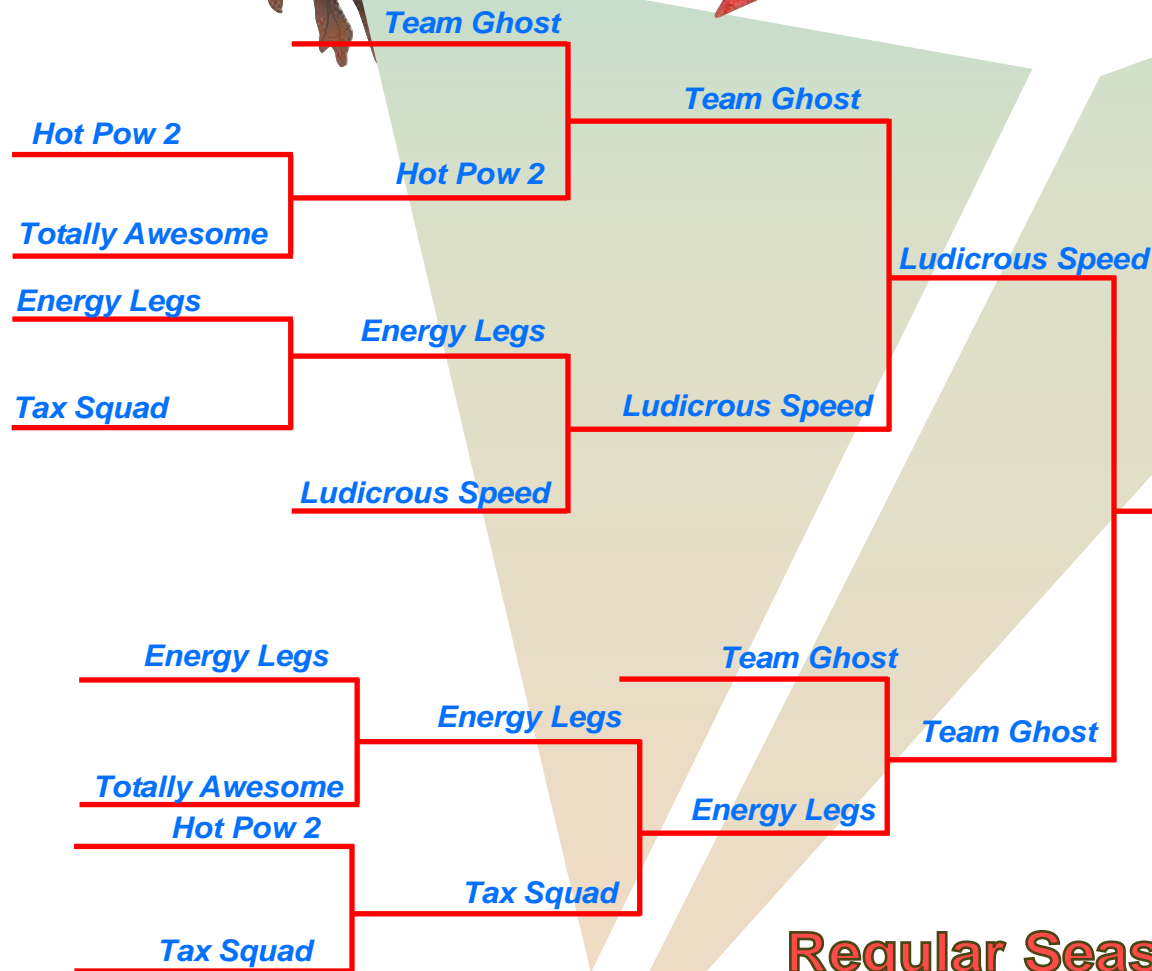 Team Ghost
Team Ghost
Hot Pow 2
Hot Pow 2
Totally Awesome
Ludicrous Speed
Energy Legs
Energy Legs
Tax Squad
Ludicrous Speed
Ludicrous Speed
Energy Legs
Team Ghost
Energy Legs
Team Ghost
Totally Awesome
Energy Legs
Hot Pow 2
Tax Squad
Tax Squad
Regular Seas